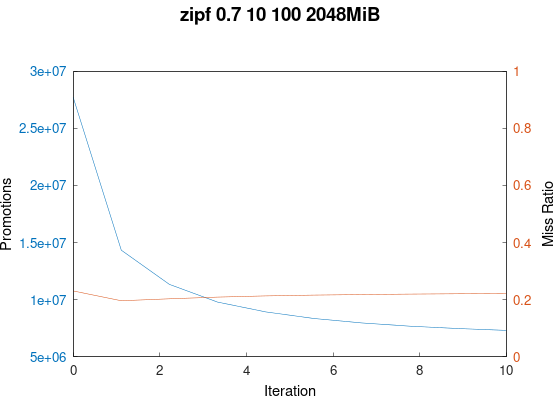 zipf 0.7 10 100 2048MiB
3e+07
2.5e+07
2e+07
1.5e+07
1e+07
5e+06
Promotions
1
0.8
0.6
0.4
0.2
0
Miss Ratio
0 2 4 6 8 10
Iteration